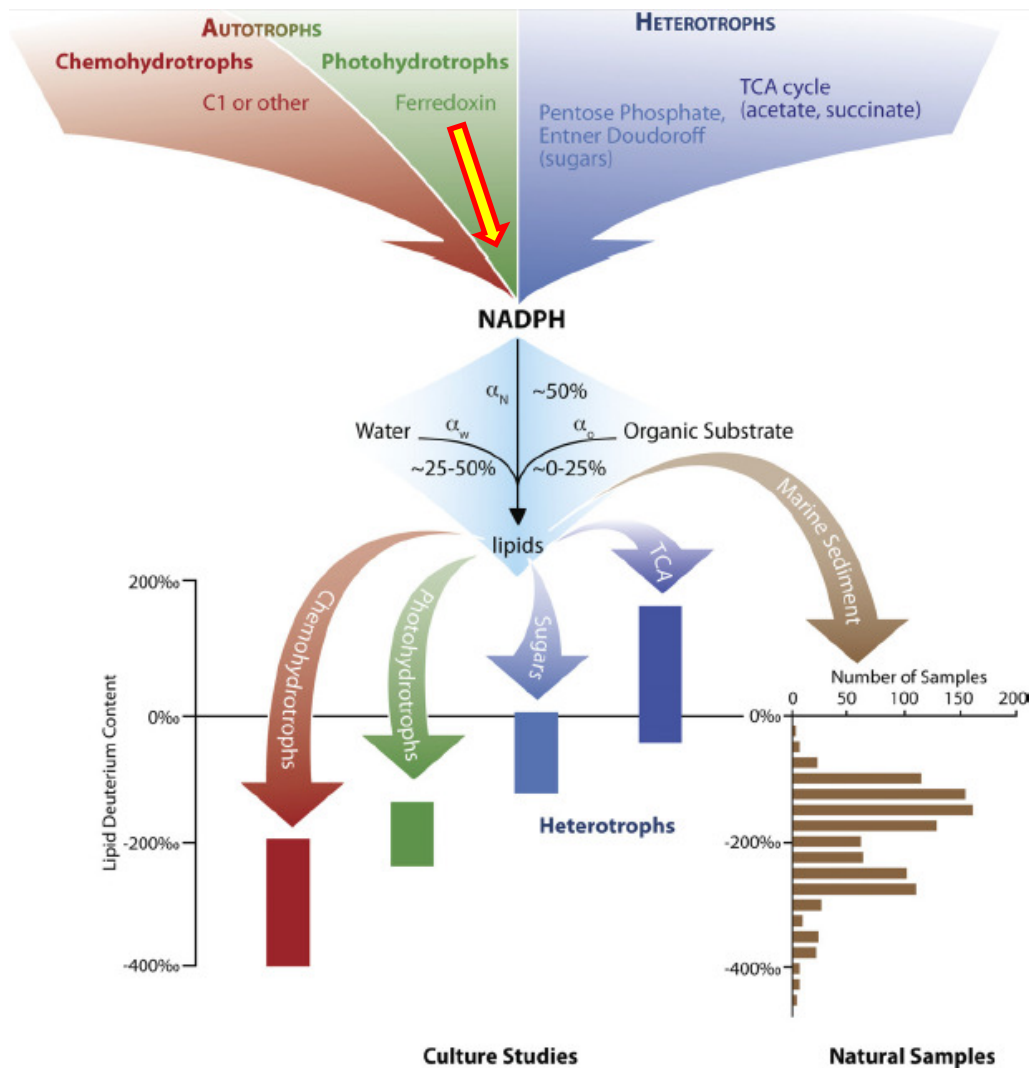 AUTOTROPHS
HETEROTROPHS
Chemohydrotrophs
Photohydrotrophs
C1 or other
Ferredoxin
TCA cycle
(acetate, succinate)
Pentose Phosphate,
Entner Doudoroff
(sugars)
NADPH
αN
~50%
Water
αw
αo
Organic Substrate
~25-50%
~0-25%
lipids
Chemohydrotrophs
Photohydrotrophs
Sugars
TCA
Marine Sediment
Lipid Deuterium Content
200‰
0‰
-200‰
-400‰
Heterotrophs
Number of Samples
0 50 100 150 200
0‰
-200‰
-400‰
Culture Studies
Natural Samples